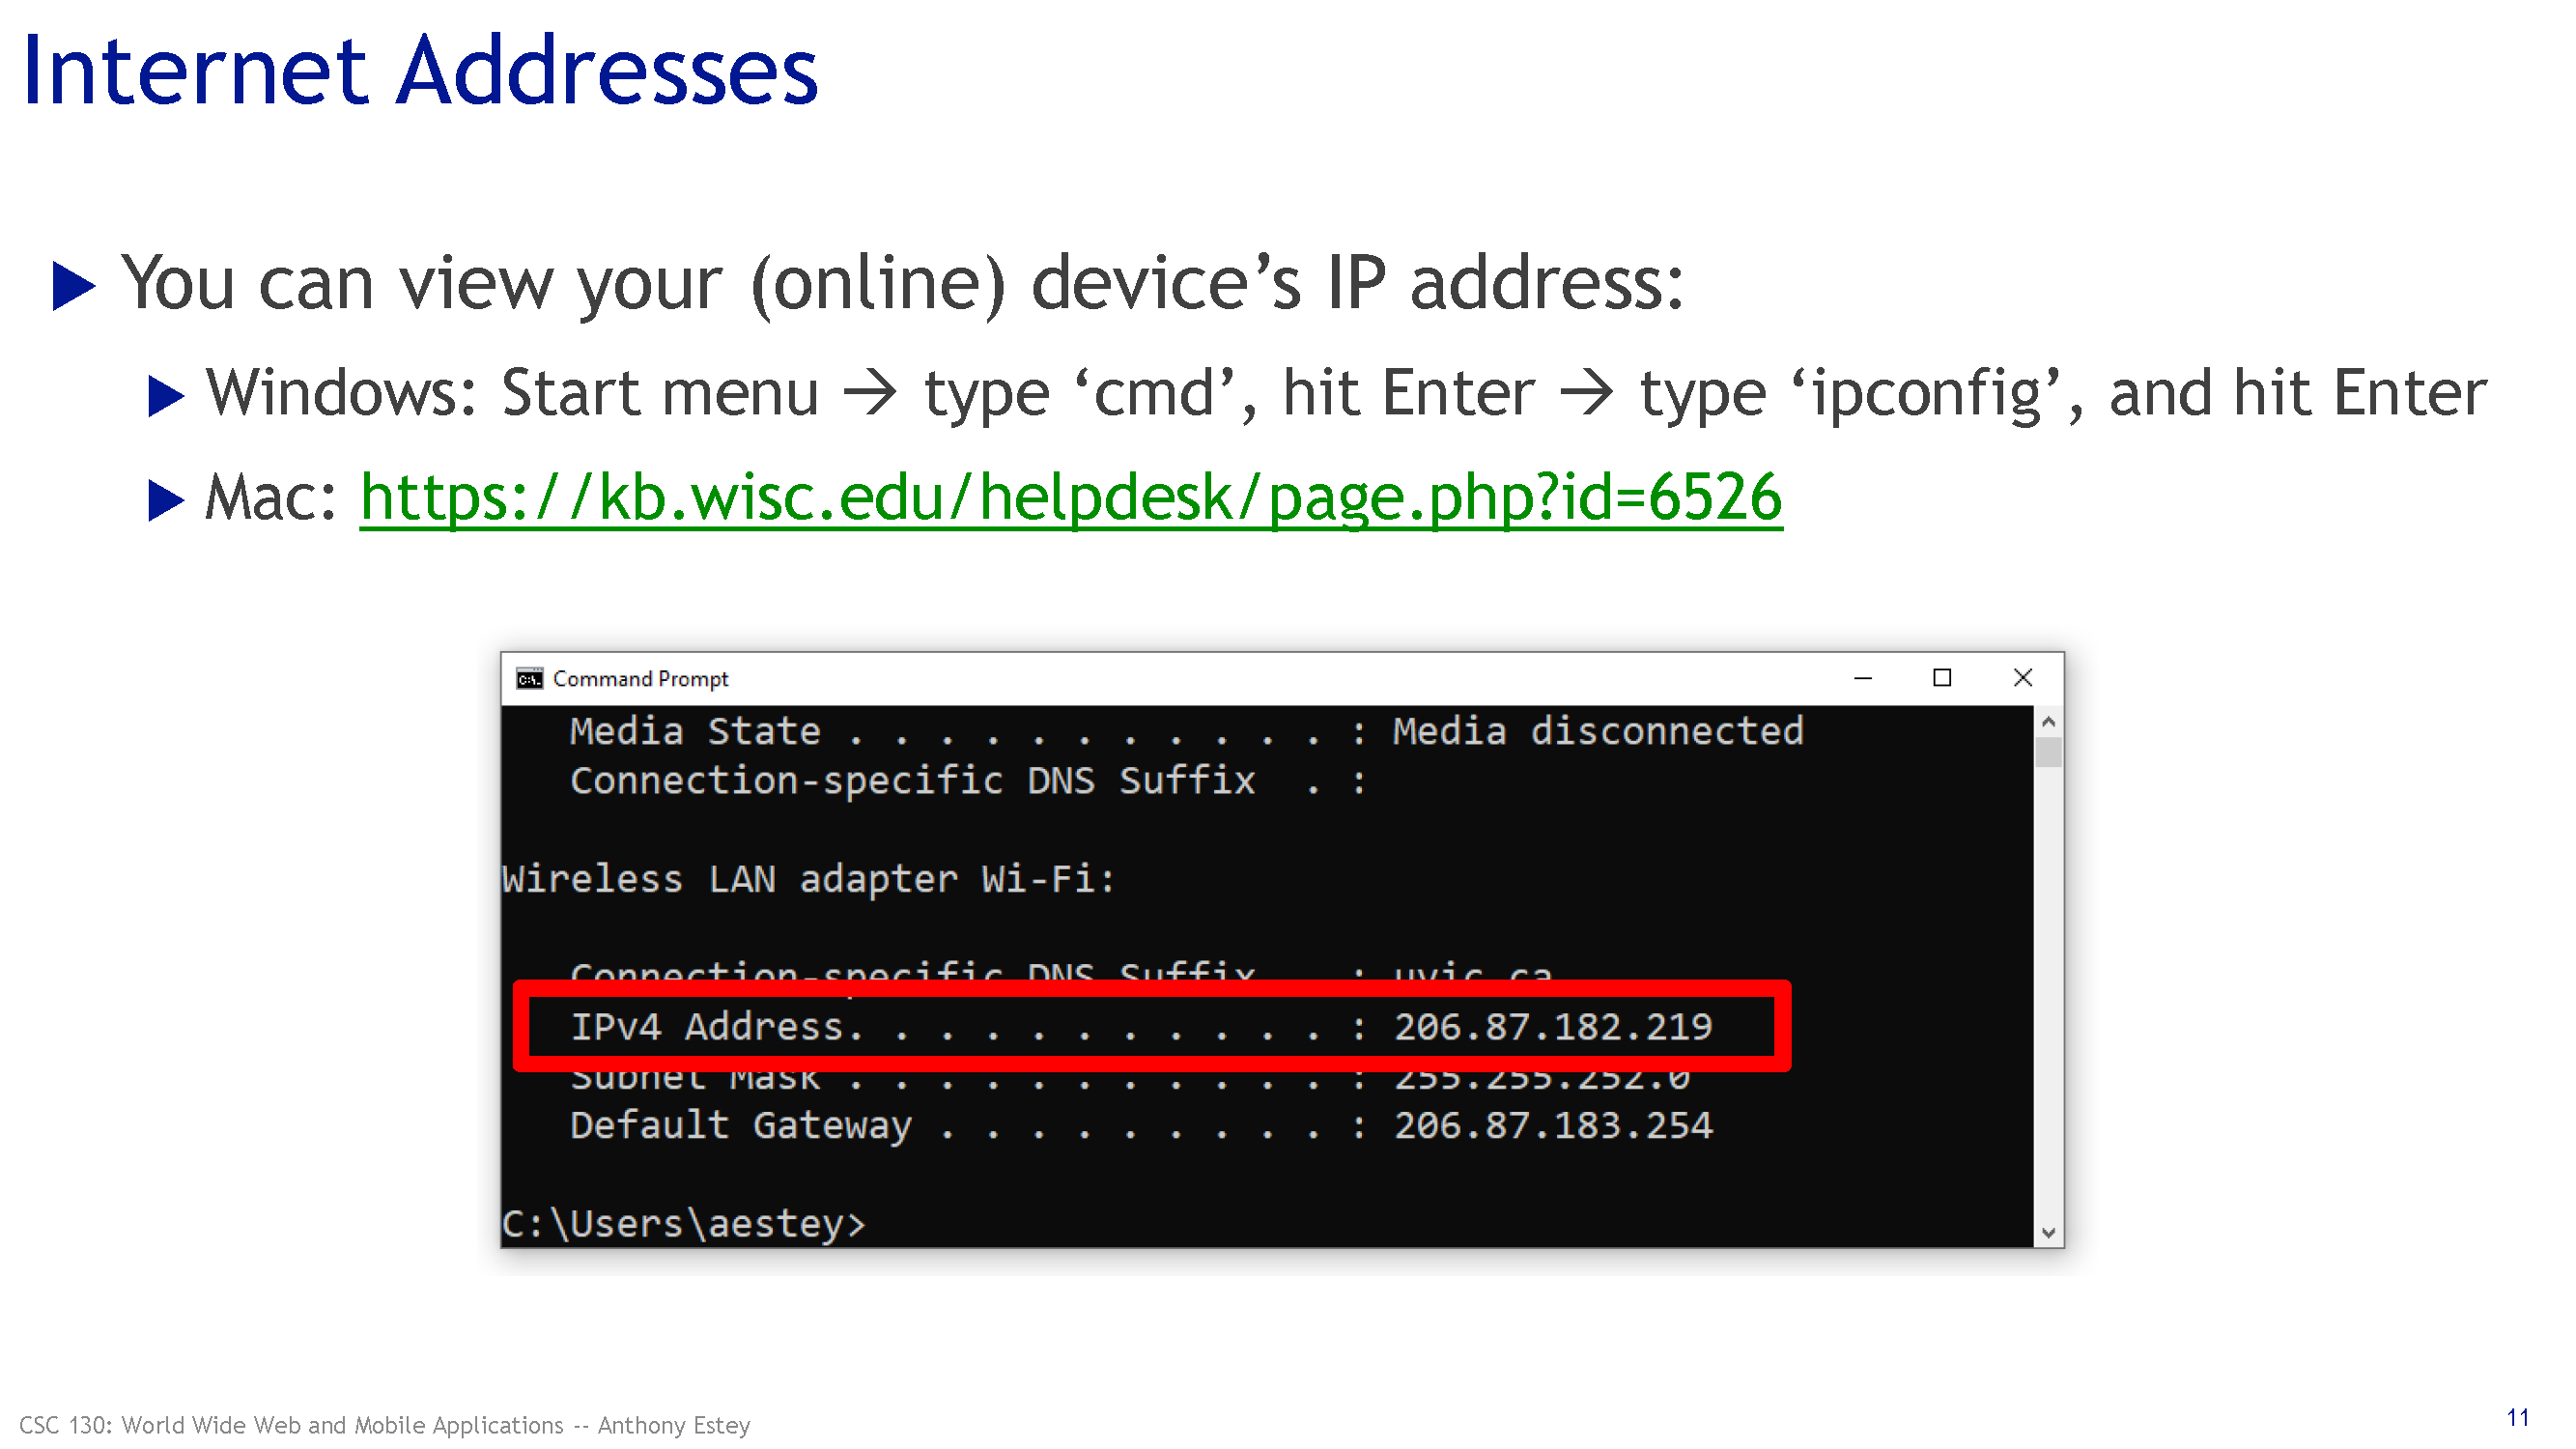 Internet Addresses
You can view your (online) device’s IP address:
Windows: Start menu → type ‘cmd’, hit Enter → type ‘ipconfig’, and hit Enter
Mac: https://kb.wisc.edu/helpdesk/page.php?id=6526
Command Prompt
Media State . . . . . . . . . . . : Media disconnected
Connection-specific DNS Suffix  . :
Wireless LAN adapter Wi-Fi:
Connection-specific DNS Suffix  . : uvic.ca
IPv4 Address. . . . . . . . . . . : 206.87.182.219
Subnet Mask . . . . . . . . . . . : 255.255.252.0
Default Gateway . . . . . . . . . : 206.87.183.254
C:\Users\aestey>
CSC 130: World Wide Web and Mobile Applications -- Anthony Estey
11